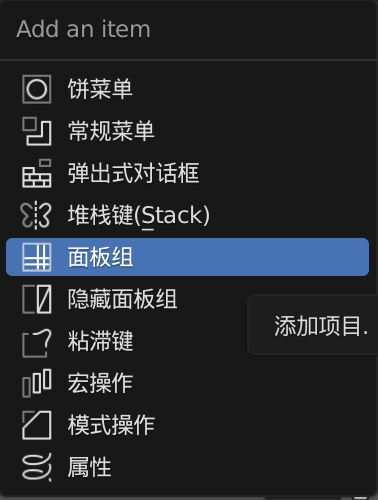 Add an item
饼菜单
常规菜单
弹出式对话框
堆栈键(Stack)
面板组
隐藏面板组
添加项目.
粘滞键
宏操作
模式操作
属性